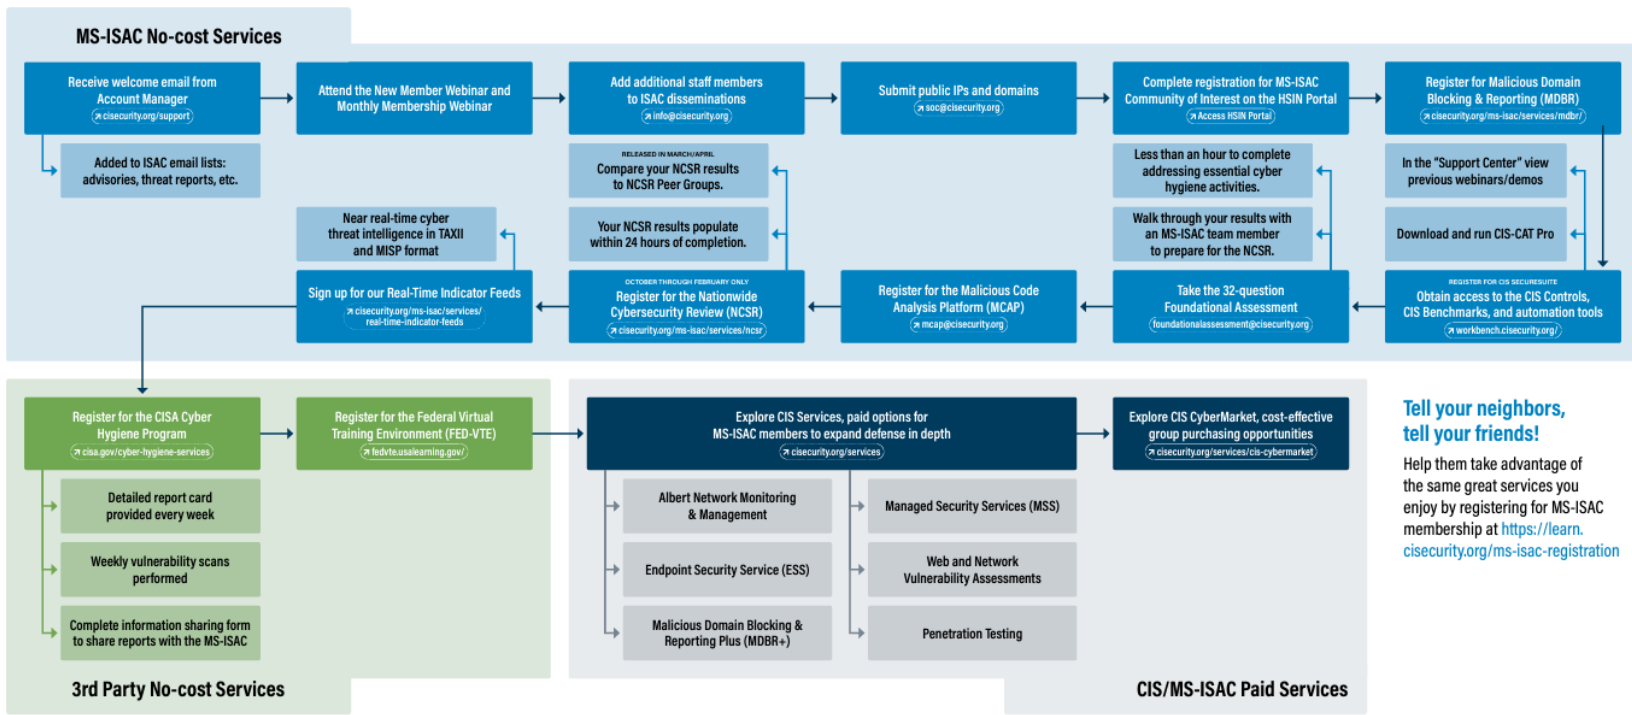 MS-ISAC No-cost Services
Receive welcome email from
Account Manager
cisecurity.org/support
Attend the New Member Webinar and
Monthly Membership Webinar
Add additional staff members
to ISAC disseminations
info@cisecurity.org
Submit public IPs and domains
soc@cisecurity.org
Complete registration for MS-ISAC
Community of Interest on the HSIN Portal
Access HSIN Portal
Register for Malicious Domain
Blocking & Reporting (MDBR)
cisecurity.org/ms-isac/services/mdbr/
Added to ISAC email lists:
advisories, threat reports, etc.
RELEASED IN MARCH/APRIL
Compare your NCSR results
to NCSR Peer Groups.
Less than an hour to complete
addressing essential cyber
hygiene activities.
In the "Support Center" view
previous webinars/demos
Near real-time cyber
threat intelligence in TAXII
and MISP format
Your NCSR results populate
within 24 hours of completion.
Walk through your results with
an MS-ISAC team member
to prepare for the NCSR.
Download and run CIS-CAT Pro
Sign up for our Real-Time Indicator Feeds
cisecurity.org/ms-isac/services/
real-time-indicator-feeds
OCTOBER THROUGH FEBRUARY ONLY
Register for the Nationwide
Cybersecurity Review (NCSR)
cisecurity.org/ms-isac/services/ncsr
Register for the Malicious Code
Analysis Platform (MCAP)
mcap@cisecurity.org
Take the 32-question
Foundational Assessment
foundationalassessment@cisecurity.org
REGISTER FOR CIS SECURESUITE
Obtain access to the CIS Controls,
CIS Benchmarks, and automation tools
workbench.cisecurity.org/
Register for the CISA Cyber
Hygiene Program
cisa.gov/cyber-hygiene-services
Register for the Federal Virtual
Training Environment (FED-VTE)
fedvte.usalearning.gov/
Explore CIS Services, paid options for
MS-ISAC members to expand defense in depth
cisecurity.org/services
Explore CIS CyberMarket, cost-effective
group purchasing opportunities
cisecurity.org/services/cis-cybermarket
Detailed report card
provided every week
Weekly vulnerability scans
performed
Complete information sharing form
to share reports with the MS-ISAC
3rd Party No-cost Services
Albert Network Monitoring
& Management
Endpoint Security Service (ESS)
Malicious Domain Blocking &
Reporting Plus (MDBR+)
Managed Security Services (MSS)
Web and Network
Vulnerability Assessments
Penetration Testing
CIS/MS-ISAC Paid Services
Tell your neighbors,
tell your friends!
Help them take advantage of
the same great services you
enjoy by registering for MS-ISAC
membership at https://learn.
cisecurity.org/ms-isac-registration